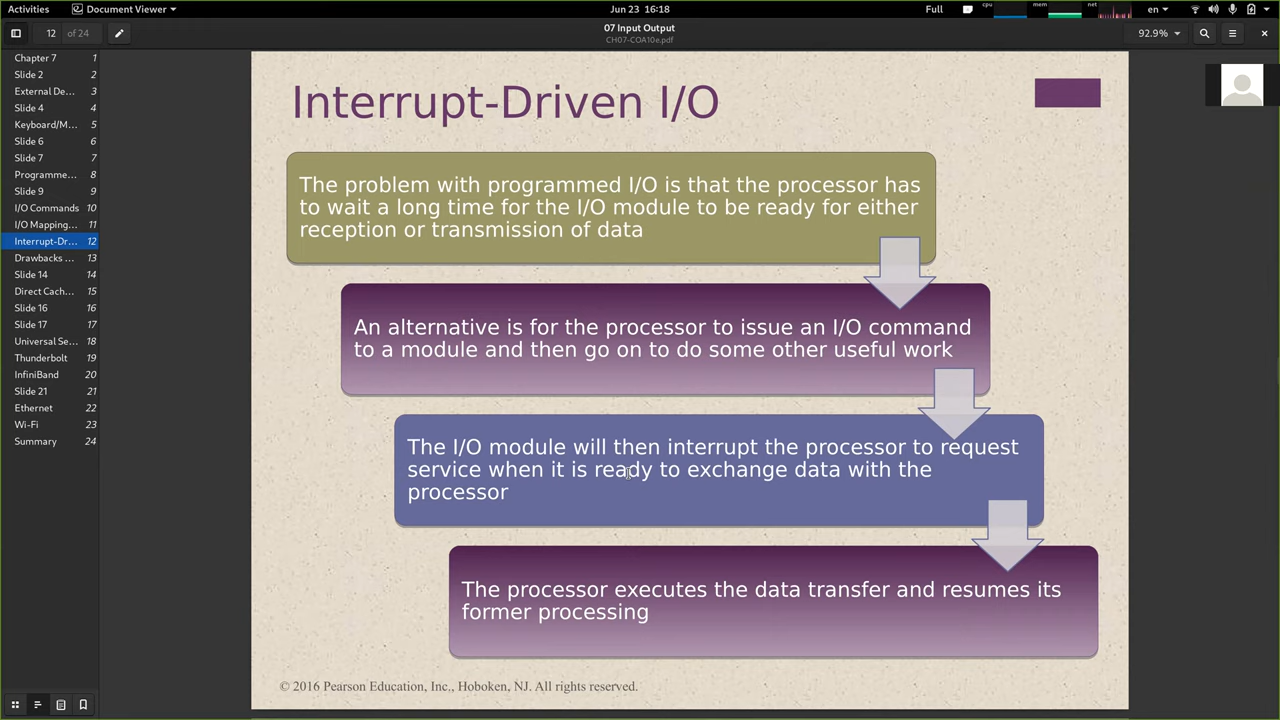 Activities
Document Viewer
Jun 23 16:18
Full
cpu
mem
net
en
12 of 24
07 Input Output
CH07-COA10e.pdf
92.9%
Chapter 7 1
Slide 2 2
External De... 3
Slide 4 4
Keyboard/M... 5
Slide 6 6
Slide 7 7
Programme... 8
Slide 9 9
I/O Commands 10
I/O Mapping... 11
Interrupt-Dr... 12
Drawbacks ... 13
Slide 14 14
Direct Cach... 15
Slide 16 16
Slide 17 17
Universal Se... 18
Thunderbolt 19
InfiniBand 20
Slide 21 21
Ethernet 22
Wi-Fi 23
Summary 24
Interrupt-Driven I/O
The problem with programmed I/O is that the processor has
to wait a long time for the I/O module to be ready for either
reception or transmission of data
An alternative is for the processor to issue an I/O command
to a module and then go on to do some other useful work
The I/O module will then interrupt the processor to request
service when it is ready to exchange data with the
processor
The processor executes the data transfer and resumes its
former processing
© 2016 Pearson Education, Inc., Hoboken, NJ. All rights reserved.